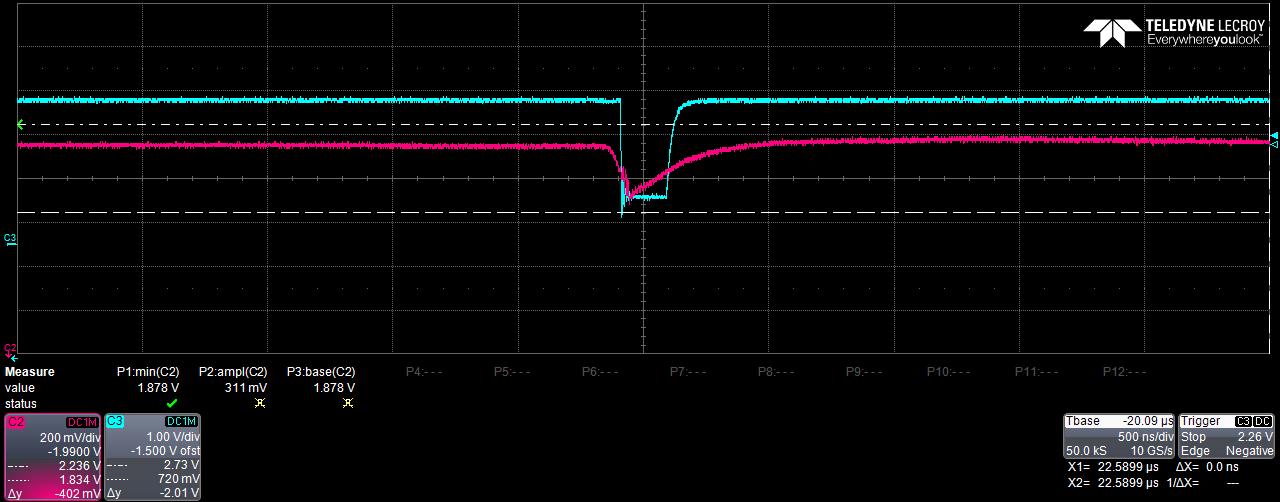 TELEDYNE LECROY
Everywhereyoulook™
C3
C2
Measure P1:min(C2) P2:ampl(C2) P3:base(C2) P4:--- P5:--- P6:--- P7:--- P8:--- P9:--- P10:--- P11:--- P12:---
value 1.878 V 311 mV 1.878 V
status
C2 DC1M
200 mV/div
-1.9900 V
2.236 V
1.834 V
Δy -402 mV
C3 DC1M
1.00 V/div
-1.500 V ofst
2.73 V
720 mV
Δy -2.01 V
Tbase -20.09 µs
500 ns/div
50.0 kS 10 GS/s
Trigger C3 DC
Stop 2.26 V
Edge Negative
X1= 22.5899 µs ΔX= 0.0 ns
X2= 22.5899 µs 1/ΔX= ---